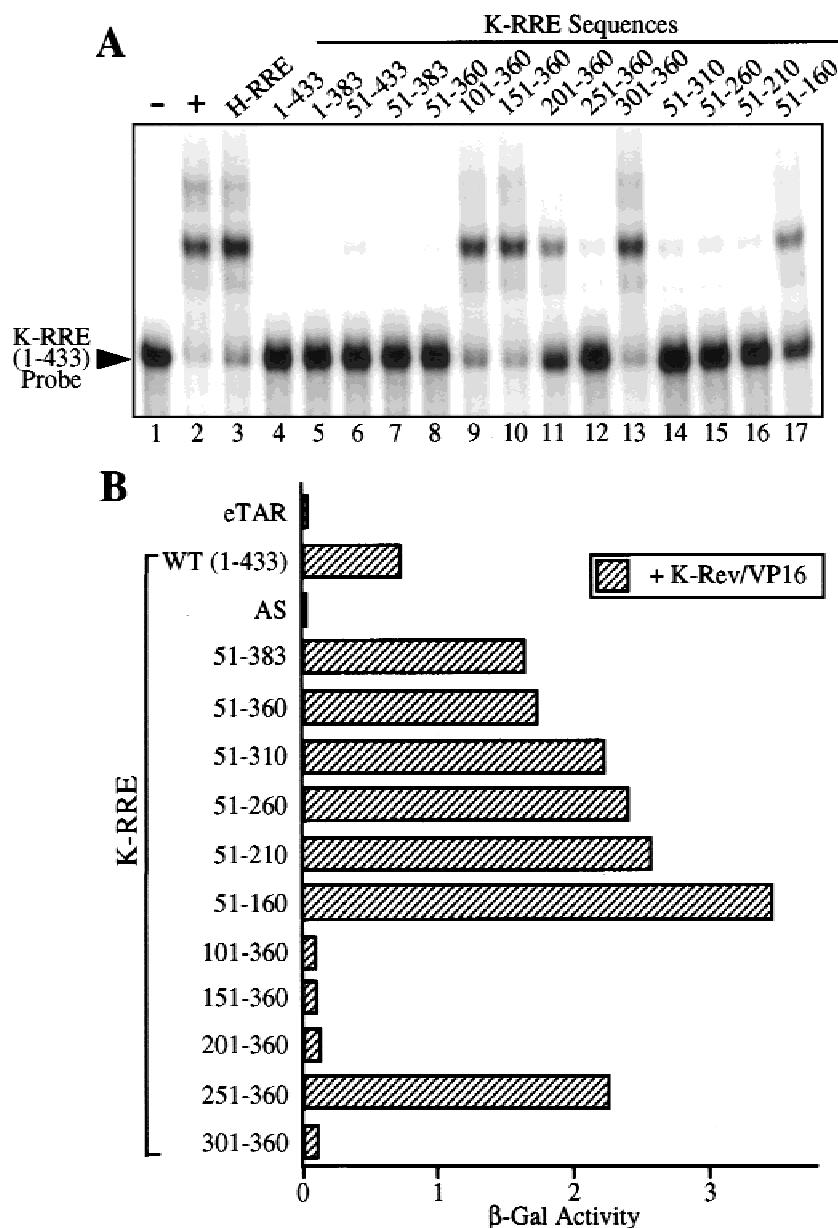 A
K-RRE Sequences
− + H-RRE 1-433 1-383 51-433 51-383 51-360 101-360 151-360 201-360 251-360 301-360 51-310 51-260 51-210 51-160
K-RRE
(1-433)
Probe
1 2 3 4 5 6 7 8 9 10 11 12 13 14 15 16 17
B
eTAR
WT (1-433)
+ K-Rev/VP16
AS
51-383
51-360
51-310
51-260
51-210
51-160
101-360
151-360
201-360
251-360
301-360
K-RRE
0 1 2 3
β-Gal Activity